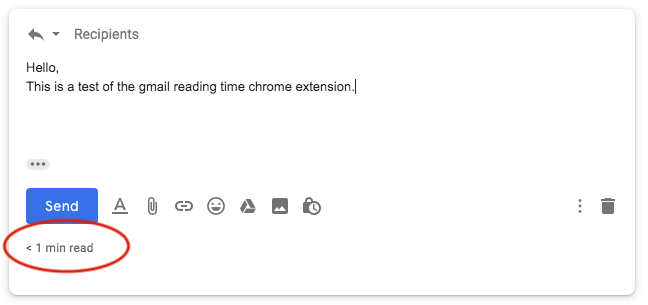 Recipients
Hello,
This is a test of the gmail reading time chrome extension.
Send
< 1 min read